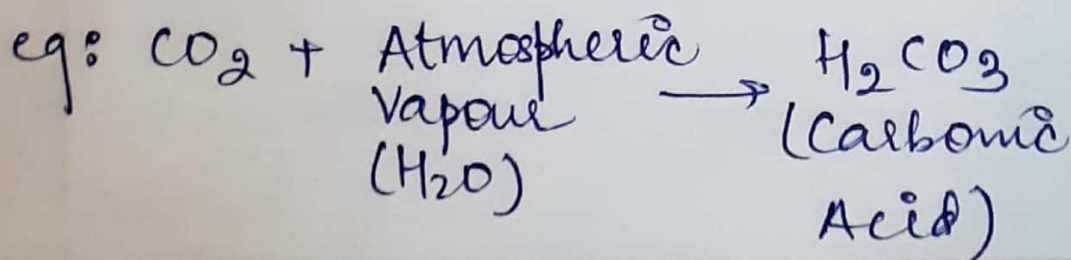 eg: CO2 + Atmospheric → H2CO3
Vapour (Carbonic
(H2O) Acid)